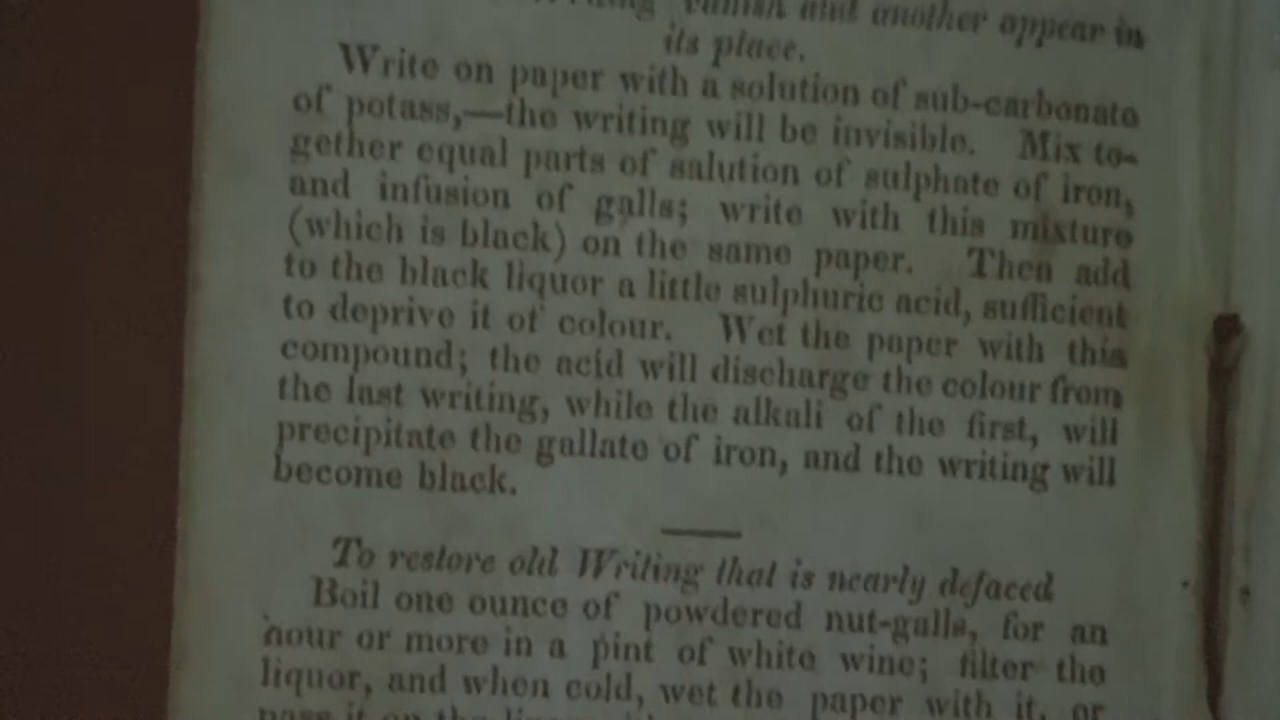 Writing vanish and another appear in
its place.
Write on paper with a solution of sub-carbonate
of potass,—the writing will be invisible. Mix to-
gether equal parts of salution of sulphate of iron,
and infusion of galls; write with this mixture
(which is black) on the same paper. Then add
to the black liquor a little sulphuric acid, sufficient
to deprive it of colour. Wet the paper with this
compound; the acid will discharge the colour from
the last writing, while the alkali of the first, will
precipitate the gallate of iron, and the writing will
become black.
To restore old Writing that is nearly defaced
Boil one ounce of powdered nut-galls, for an
hour or more in a pint of white wine; filter the
liquor, and when cold, wet the paper with it, or
pass it on the